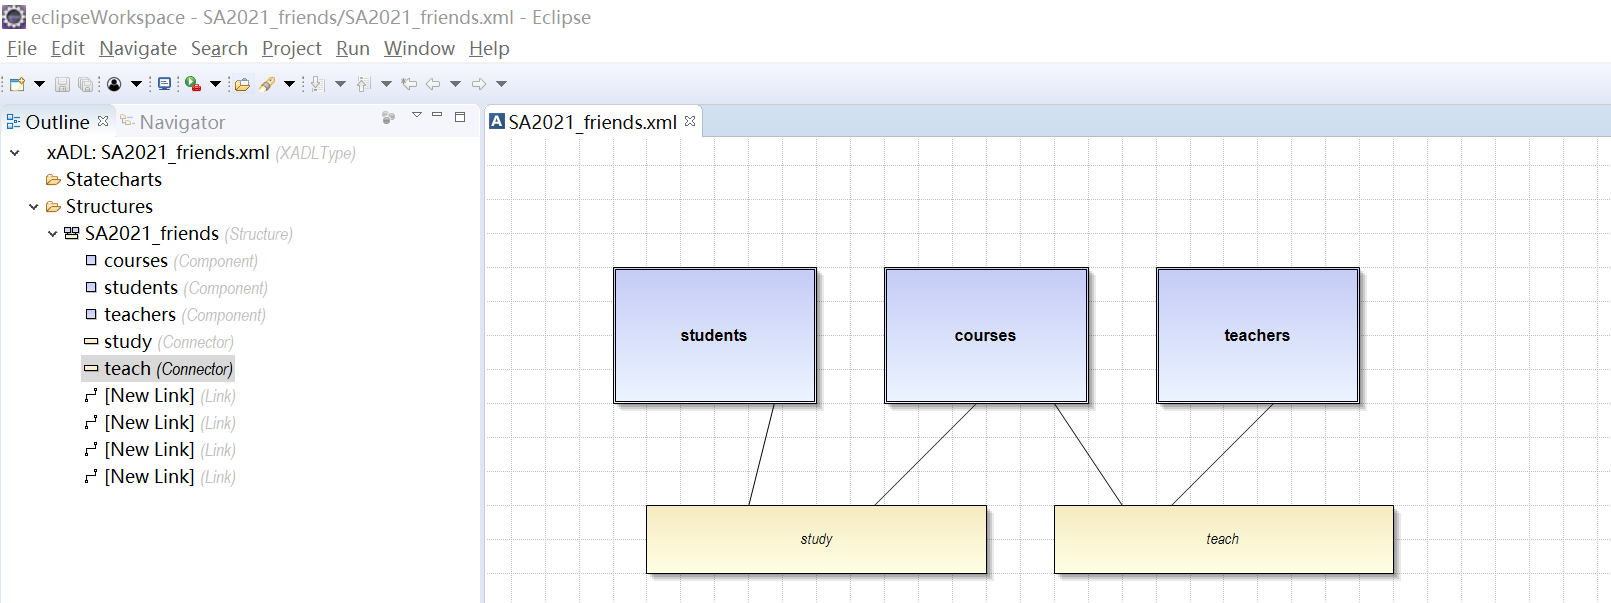 eclipseWorkspace - SA2021_friends/SA2021_friends.xml - Eclipse
File Edit Navigate Search Project Run Window Help
Outline Navigator
xADL: SA2021_friends.xml (XADLType)
Statecharts
Structures
SA2021_friends (Structure)
courses (Component)
students (Component)
teachers (Component)
study (Connector)
teach (Connector)
[New Link] (Link)
[New Link] (Link)
[New Link] (Link)
[New Link] (Link)
A SA2021_friends.xml
students courses teachers
study teach